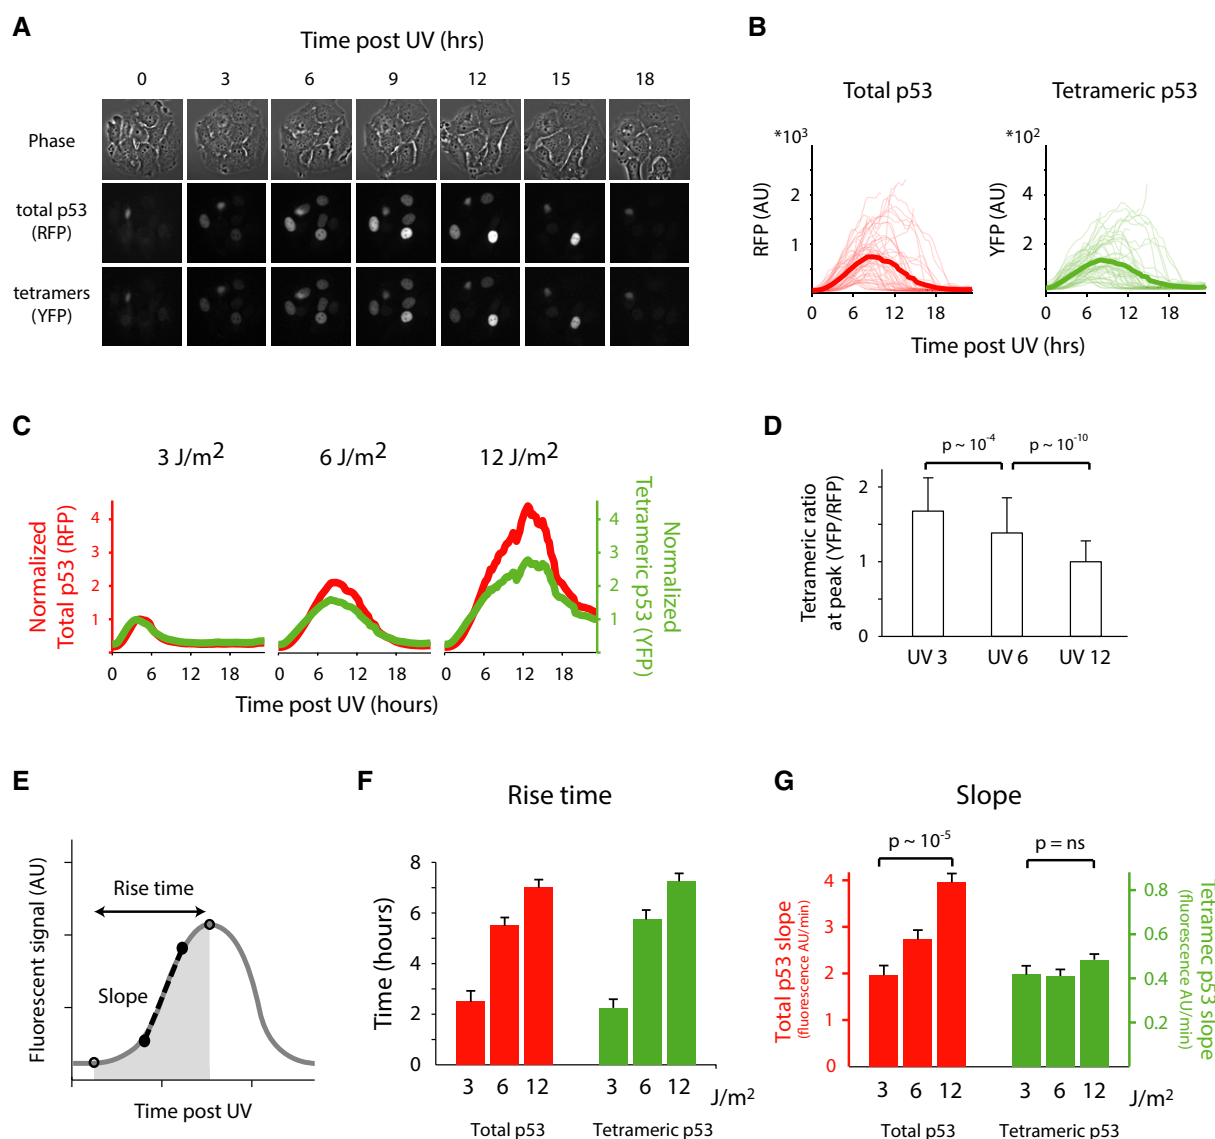 A
Time post UV (hrs)
0 3 6 9 12 15 18
Phase
total p53
(RFP)
tetramers
(YFP)
B
Total p53
Tetrameric p53
*10³
RFP (AU)
2
1
0 6 12 18
*10²
YFP (AU)
4
2
0 6 12 18
Time post UV (hrs)
C
3 J/m²
6 J/m²
12 J/m²
Normalized
Total p53 (RFP)
4
3
2
1
0 6 12 18
0 6 12 18
0 6 12 18
4
3
2
1
Normalized
Tetrameric p53 (YFP)
Time post UV (hours)
D
p ~ 10⁻⁴
p ~ 10⁻¹⁰
Tetrameric ratio
at peak (YFP/RFP)
2
1
0
UV 3 UV 6 UV 12
E
Fluorescent signal (AU)
Rise time
Slope
Time post UV
F
Rise time
Time (hours)
8
6
4
2
0
3 6 12
3 6 12
J/m²
Total p53
Tetrameric p53
G
Slope
p ~ 10⁻⁵
p = ns
Total p53 slope
(fluorescence AU/min)
4
3
2
1
0
0.8
0.6
0.4
0.2
Tetramec p53 slope
(fluorescence AU/min)
3 6 12
3 6 12
J/m²
Total p53
Tetrameric p53